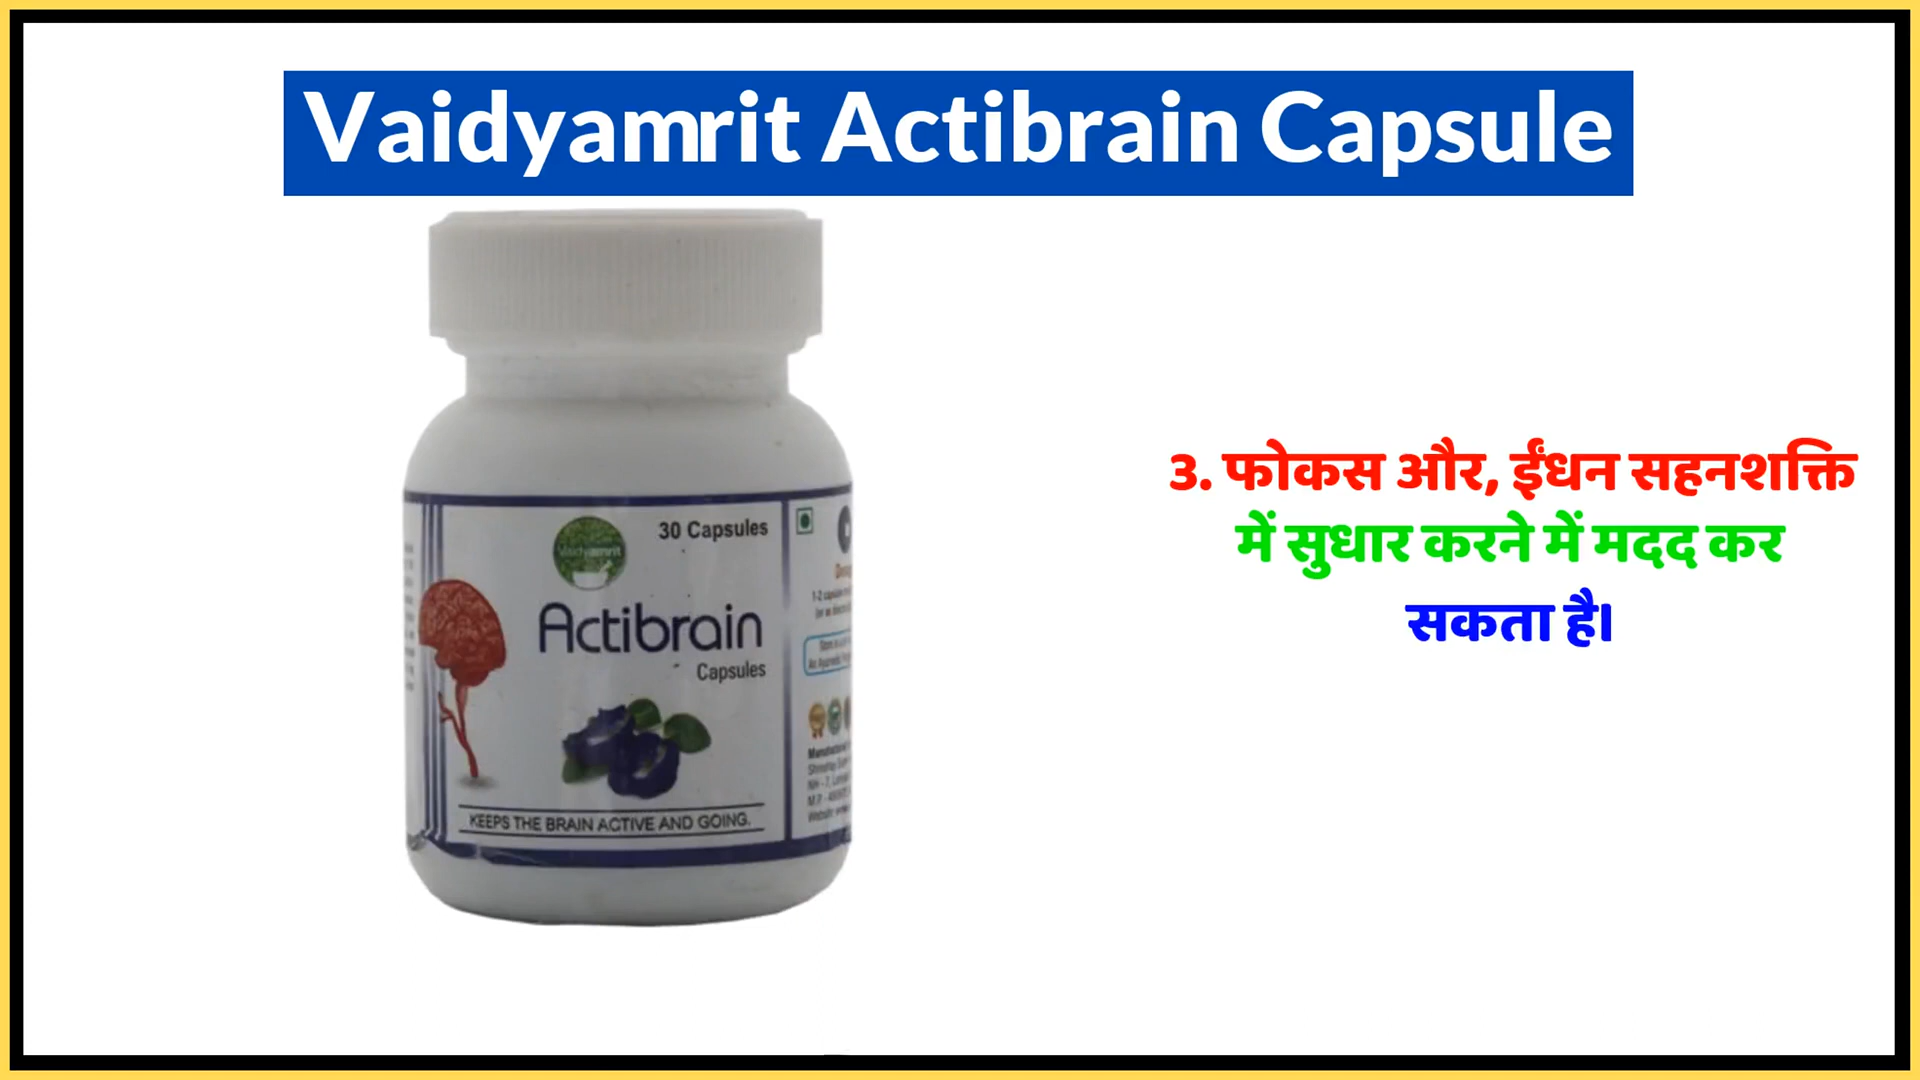 Vaidyamrit Actibrain Capsule
30 Capsules
Vaidyamrit
Actibrain
Capsules
KEEPS THE BRAIN ACTIVE AND GOING.
3. फोकस और, ईंधन सहनशक्ति
में सुधार करने में मदद कर
सकता है।